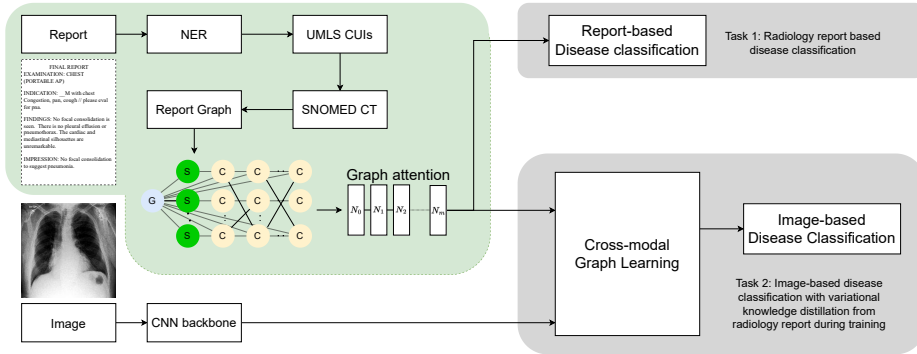 Report
NER
UMLS CUIs
SNOMED CT
Report Graph
FINAL REPORT
EXAMINATION: CHEST
(PORTABLE AP)
INDICATION: __M with chest
Congestion, pain, cough // please eval
for pna.
FINDINGS: No focal consolidation is
seen. There is no pleural effusion or
pneumothorax. The cardiac and
mediastinal silhouettes are
unremarkable.
IMPRESSION: No focal consolidation
to suggest pneumonia.
S C C ... C
G S C C C
S C C ... C
Graph attention
N₀ N₁ N₂ Nₘ
Report-based
Disease classification
Task 1: Radiology report based
disease classification
Image
CNN backbone
Cross-modal
Graph Learning
Image-based
Disease Classification
Task 2: Image-based disease
classification with variational
knowledge distillation from
radiology report during training